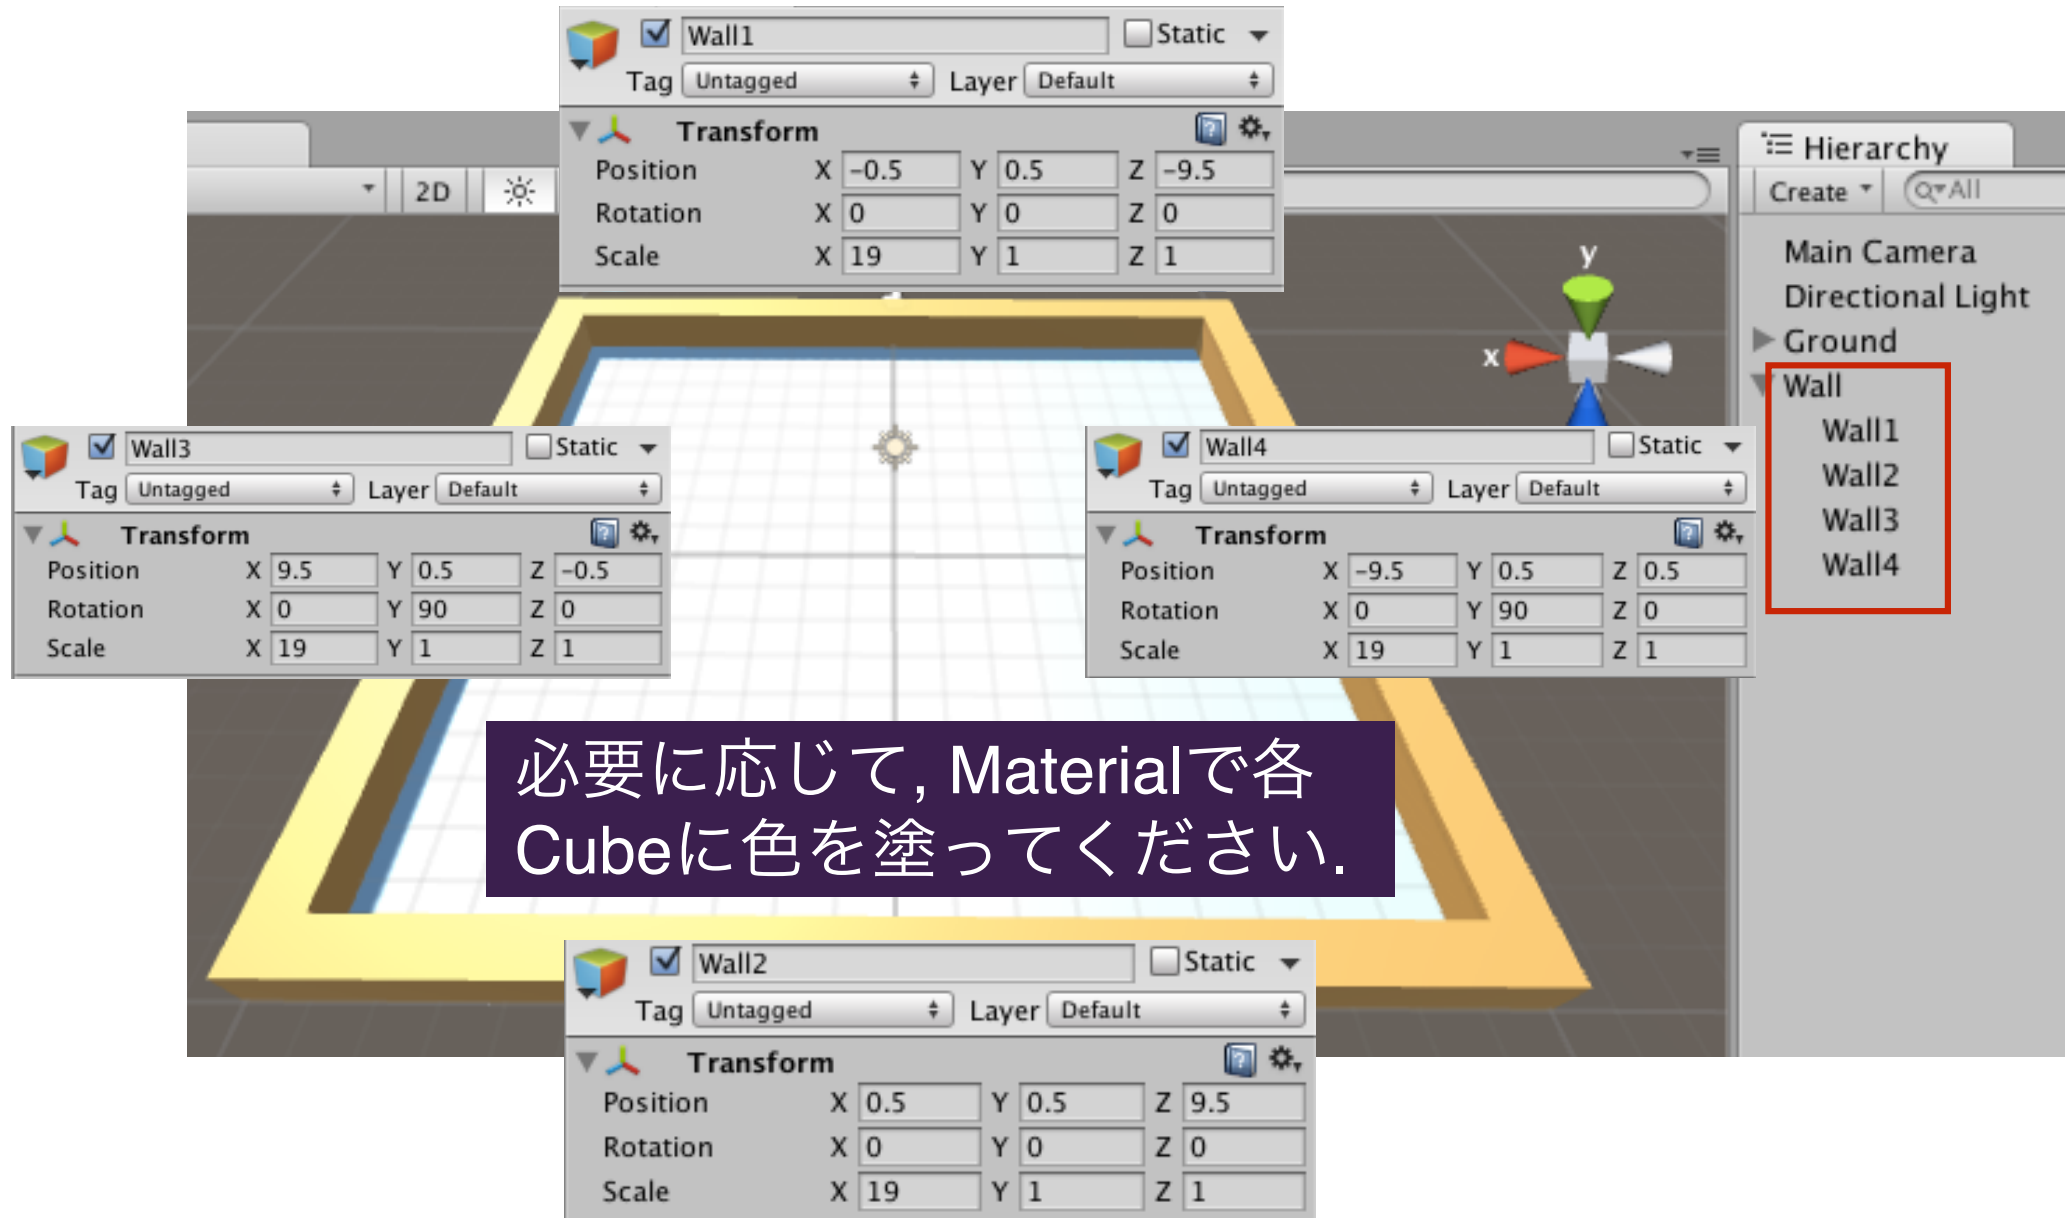 Wall1
Static
Tag Untagged Layer Default
Transform
Position X -0.5 Y 0.5 Z -9.5
Rotation X 0 Y 0 Z 0
Scale X 19 Y 1 Z 1
2D
Hierarchy
Create All
Main Camera
Directional Light
Ground
Wall
Wall1
Wall2
Wall3
Wall4
y
x
Wall3
Static
Tag Untagged Layer Default
Transform
Position X 9.5 Y 0.5 Z -0.5
Rotation X 0 Y 90 Z 0
Scale X 19 Y 1 Z 1
Wall4
Static
Tag Untagged Layer Default
Transform
Position X -9.5 Y 0.5 Z 0.5
Rotation X 0 Y 90 Z 0
Scale X 19 Y 1 Z 1
必要に応じて, Materialで各
Cubeに色を塗ってください.
Wall2
Static
Tag Untagged Layer Default
Transform
Position X 0.5 Y 0.5 Z 9.5
Rotation X 0 Y 0 Z 0
Scale X 19 Y 1 Z 1